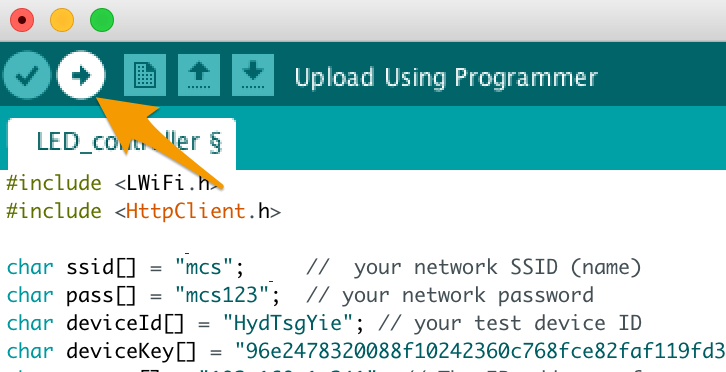 Upload Using Programmer
LED_controller §
#include <LWiFi.h>
#include <HttpClient.h>
char ssid[] = "mcs"; // your network SSID (name)
char pass[] = "mcs123"; // your network password
char deviceId[] = "HydTsgYie"; // your test device ID
char deviceKey[] = "96e2478320088f10242360c768fce82faf119fd3